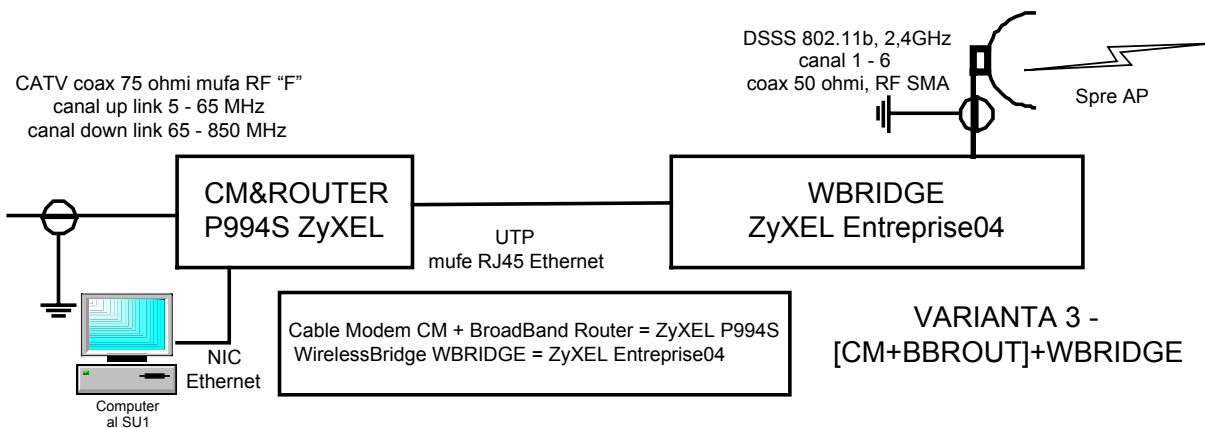 DSSS 802.11b, 2,4GHz
canal 1 - 6
coax 50 ohmi, RF SMA
Spre AP
CATV coax 75 ohmi mufa RF “F”
canal up link 5 - 65 MHz
canal down link 65 - 850 MHz
CM&ROUTER
P994S ZyXEL
UTP
mufe RJ45 Ethernet
WBRIDGE
ZyXEL Entreprise04
NIC
Ethernet
Computer
al SU1
Cable Modem CM + BroadBand Router = ZyXEL P994S
WirelessBridge WBRIDGE = ZyXEL Entreprise04
VARIANTA 3 -
[CM+BBROUT]+WBRIDGE